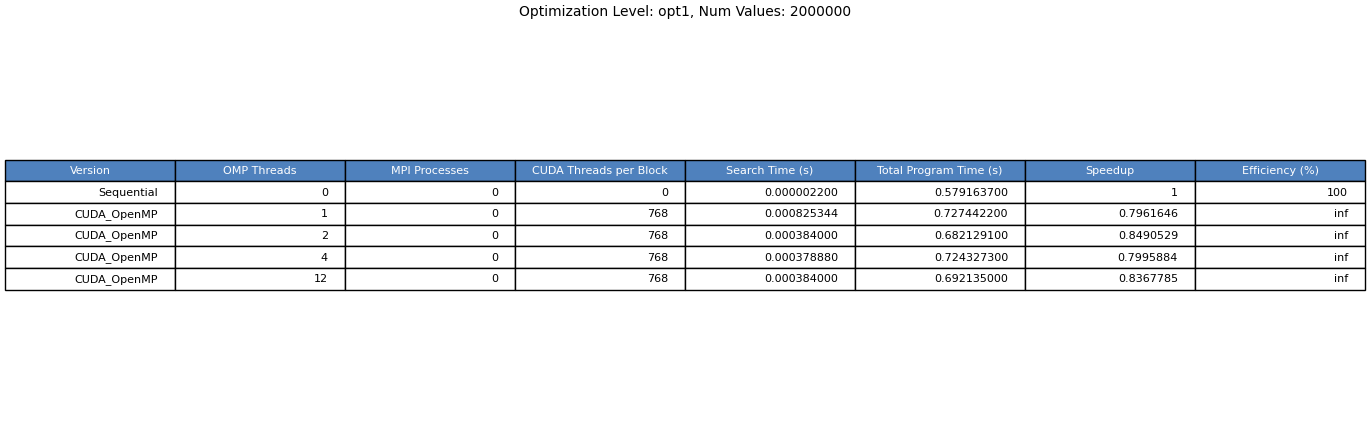 Optimization Level: opt1, Num Values: 2000000
Version OMP Threads MPI Processes CUDA Threads per Block Search Time (s) Total Program Time (s) Speedup Efficiency (%)
Sequential 0 0 0 0.000002200 0.579163700 1 100
CUDA_OpenMP 1 0 768 0.000825344 0.727442200 0.7961646 inf
CUDA_OpenMP 2 0 768 0.000384000 0.682129100 0.8490529 inf
CUDA_OpenMP 4 0 768 0.000378880 0.724327300 0.7995884 inf
CUDA_OpenMP 12 0 768 0.000384000 0.692135000 0.8367785 inf